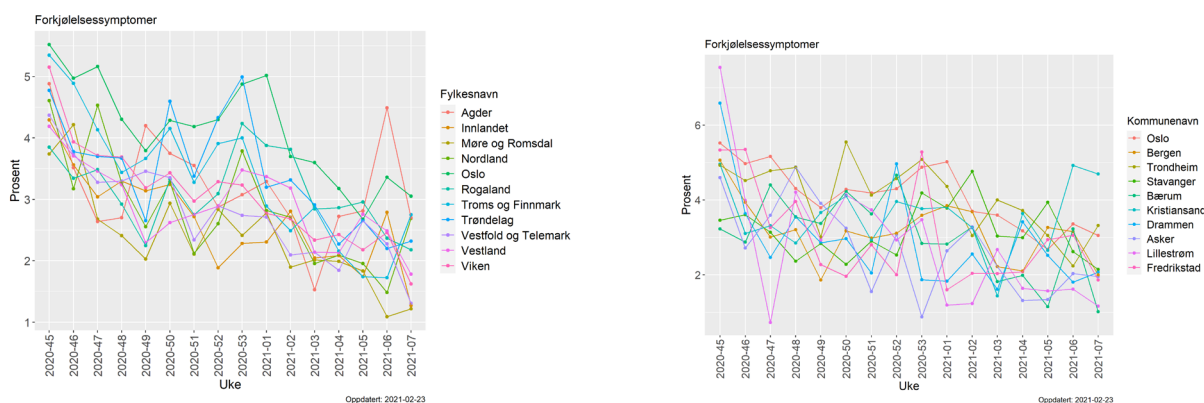 Forkjølelsessymptomer
Prosent
5
4
3
2
1
2020-45
2020-46
2020-47
2020-48
2020-49
2020-50
2020-51
2020-52
2020-53
2021-01
2021-02
2021-03
2021-04
2021-05
2021-06
2021-07
Uke
Fylkesnavn
Agder
Innlandet
Møre og Romsdal
Nordland
Oslo
Rogaland
Troms og Finnmark
Trøndelag
Vestfold og Telemark
Vestland
Viken
Oppdatert: 2021-02-23
Forkjølelsessymptomer
Prosent
6
4
2
2020-45
2020-46
2020-47
2020-48
2020-49
2020-50
2020-51
2020-52
2020-53
2021-01
2021-02
2021-03
2021-04
2021-05
2021-06
2021-07
Uke
Kommunenavn
Oslo
Bergen
Trondheim
Stavanger
Bærum
Kristiansand
Drammen
Asker
Lillestrøm
Fredrikstad
Oppdatert: 2021-02-23